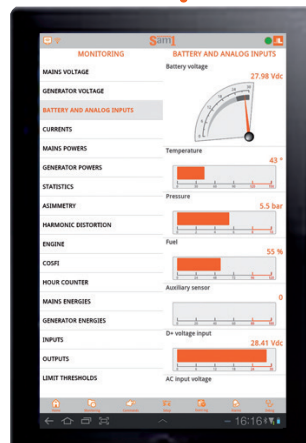 Sam1
MONITORING
MAINS VOLTAGE
GENERATOR VOLTAGE
BATTERY AND ANALOG INPUTS
CURRENTS
MAINS POWERS
GENERATOR POWERS
STATISTICS
ASIMMETRY
HARMONIC DISTORTION
ENGINE
COSFI
HOUR COUNTER
MAINS ENERGIES
GENERATOR ENERGIES
INPUTS
OUTPUTS
LIMIT THRESHOLDS
BATTERY AND ANALOG INPUTS
Battery voltage
27.98 Vdc
Temperature
43 °
Pressure
5.5 bar
Fuel
55 %
Auxiliary sensor
0
D+ voltage input
28.41 Vdc
AC input voltage
16:16